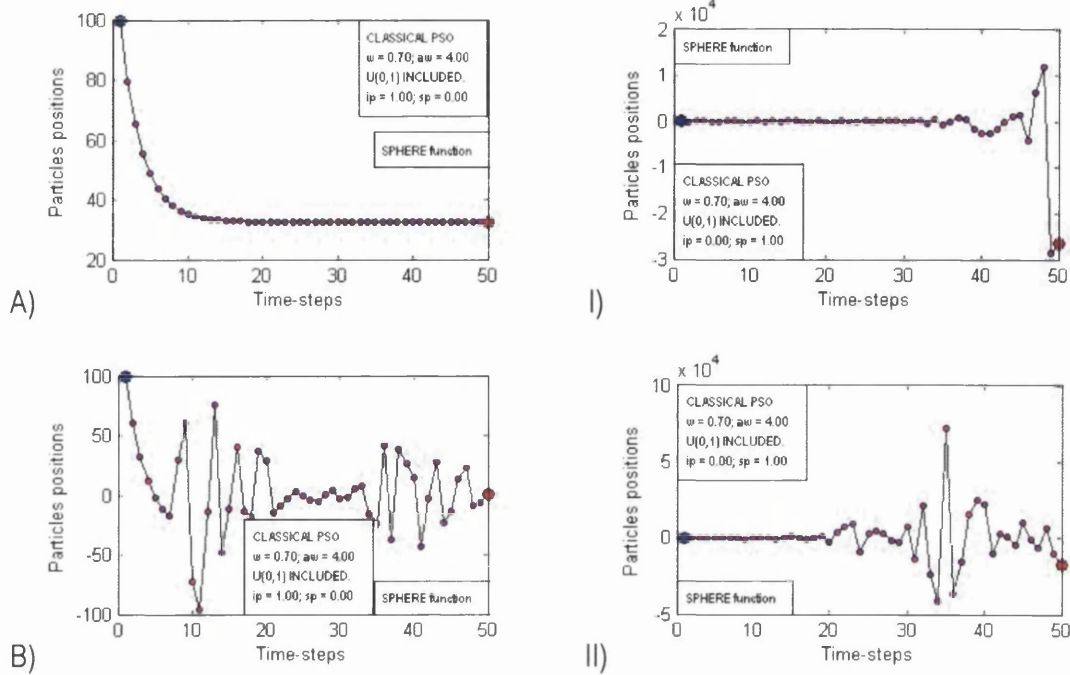 100
80
60
40
20
0 10 20 30 40 50
Particles positions
Time-steps
CLASSICAL PSO
w = 0.70; aw = 4.00
U(0,1) INCLUDED.
ip = 1.00; sp = 0.00
SPHERE function
A)
x 10^4
2
1
0
-1
-2
-3
0 10 20 30 40 50
Particles positions
Time-steps
SPHERE function
CLASSICAL PSO
w = 0.70; aw = 4.00
U(0,1) INCLUDED.
ip = 0.00; sp = 1.00
I)
100
50
0
-50
-100
0 10 20 30 40 50
Particles positions
Time-steps
CLASSICAL PSO
w = 0.70; aw = 4.00
U(0,1) INCLUDED.
ip = 1.00; sp = 0.00
SPHERE function
B)
x 10^4
10
5
0
-5
0 10 20 30 40 50
Particles positions
Time-steps
CLASSICAL PSO
w = 0.70; aw = 4.00
U(0,1) INCLUDED.
ip = 0.00; sp = 1.00
SPHERE function
II)